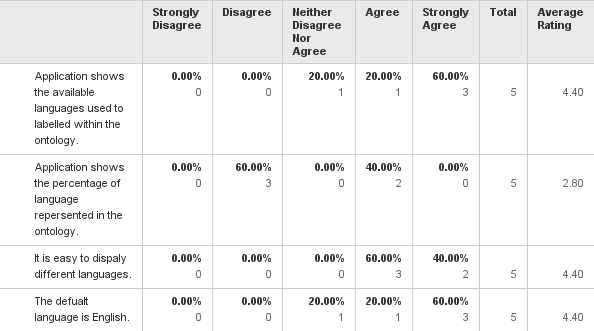 Strongly Disagree Disagree Neither Disagree Nor Agree Agree Strongly Agree Total Average Rating
Application shows 0.00% 0.00% 20.00% 20.00% 60.00%
the available 0 0 1 1 3 5 4.40
languages used to
labelled within the
ontology.
Application shows 0.00% 60.00% 0.00% 40.00% 0.00%
the percentage of 0 3 0 2 0 5 2.80
language
repersented in the
ontology.
It is easy to dispaly 0.00% 0.00% 0.00% 60.00% 40.00%
different languages. 0 0 0 3 2 5 4.40
The defualt 0.00% 0.00% 20.00% 20.00% 60.00%
language is English. 0 0 1 1 3 5 4.40